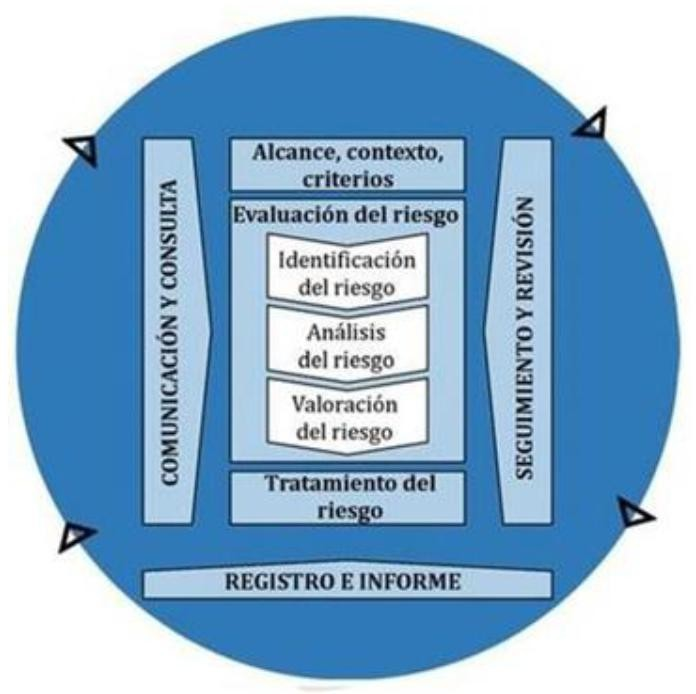 Alcance, contexto,
criterios
Evaluación del riesgo
Identificación
del riesgo
Análisis
del riesgo
Valoración
del riesgo
Tratamiento del
riesgo
COMUNICACIÓN Y CONSULTA
SEGUIMIENTO Y REVISIÓN
REGISTRO E INFORME